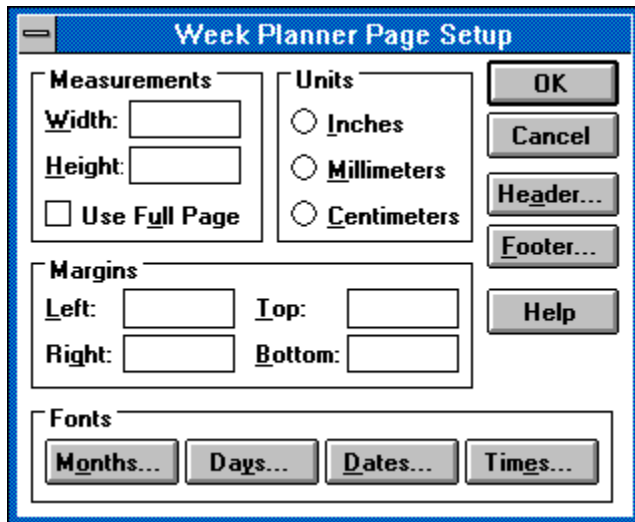 Week Planner Page Setup
Measurements
Width:
Height:
Use Full Page
Units
Inches
Millimeters
Centimeters
OK
Cancel
Header...
Footer...
Help
Margins
Left:
Top:
Right:
Bottom:
Fonts
Months...
Days...
Dates...
Times...